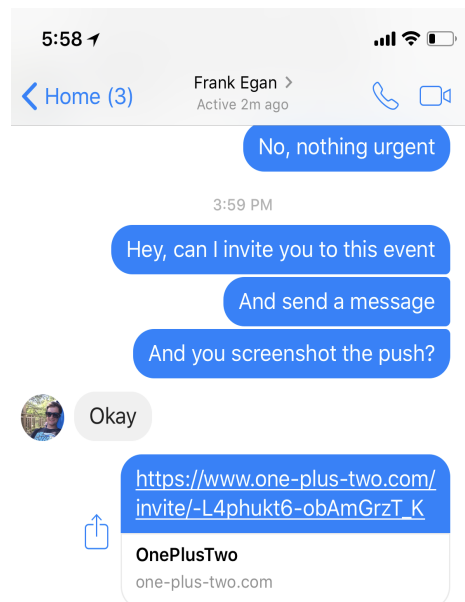 5:58
Home (3)
Frank Egan
Active 2m ago
No, nothing urgent
3:59 PM
Hey, can I invite you to this event
And send a message
And you screenshot the push?
Okay
https://www.one-plus-two.com/
invite/-L4phukt6-obAmGrzT_K
OnePlusTwo
one-plus-two.com